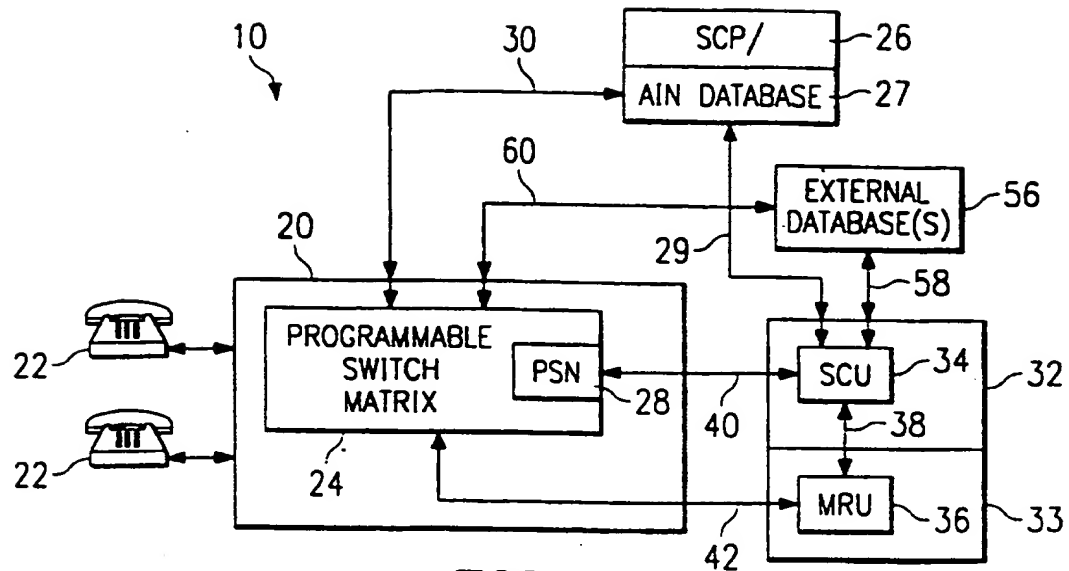 10
30
SCP/
26
AIN DATABASE
27
60
EXTERNAL
DATABASE(S)
56
20
29
58
22
PROGRAMMABLE
SWITCH
MATRIX
PSN
28
40
SCU
34
32
38
22
24
42
MRU
36
33